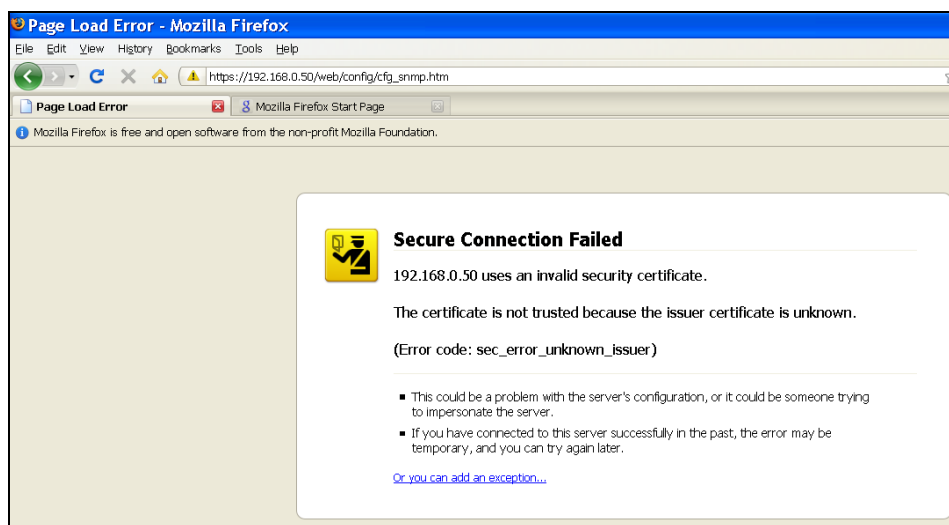 Page Load Error - Mozilla Firefox
File Edit View History Bookmarks Tools Help
https://192.168.0.50/web/config/cfg_snmp.htm
Page Load Error Mozilla Firefox Start Page
Mozilla Firefox is free and open software from the non-profit Mozilla Foundation.
Secure Connection Failed
192.168.0.50 uses an invalid security certificate.
The certificate is not trusted because the issuer certificate is unknown.
(Error code: sec_error_unknown_issuer)
This could be a problem with the server's configuration, or it could be someone trying
to impersonate the server.
If you have connected to this server successfully in the past, the error may be
temporary, and you can try again later.
Or you can add an exception...